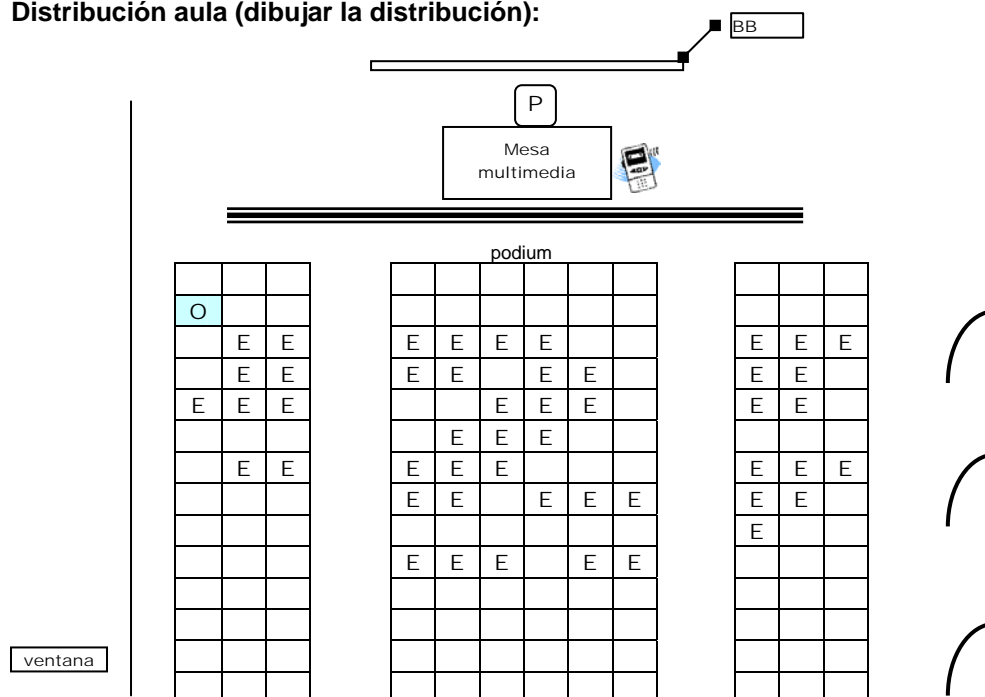 Distribución aula (dibujar la distribución):
BB
P
Mesa
multimedia
podium
O
E E E E E E E E E
E E E E E E E E
E E E E E E E E
E E E
E E E E E E E E
E E E E E E E
E
E E E E E
ventana